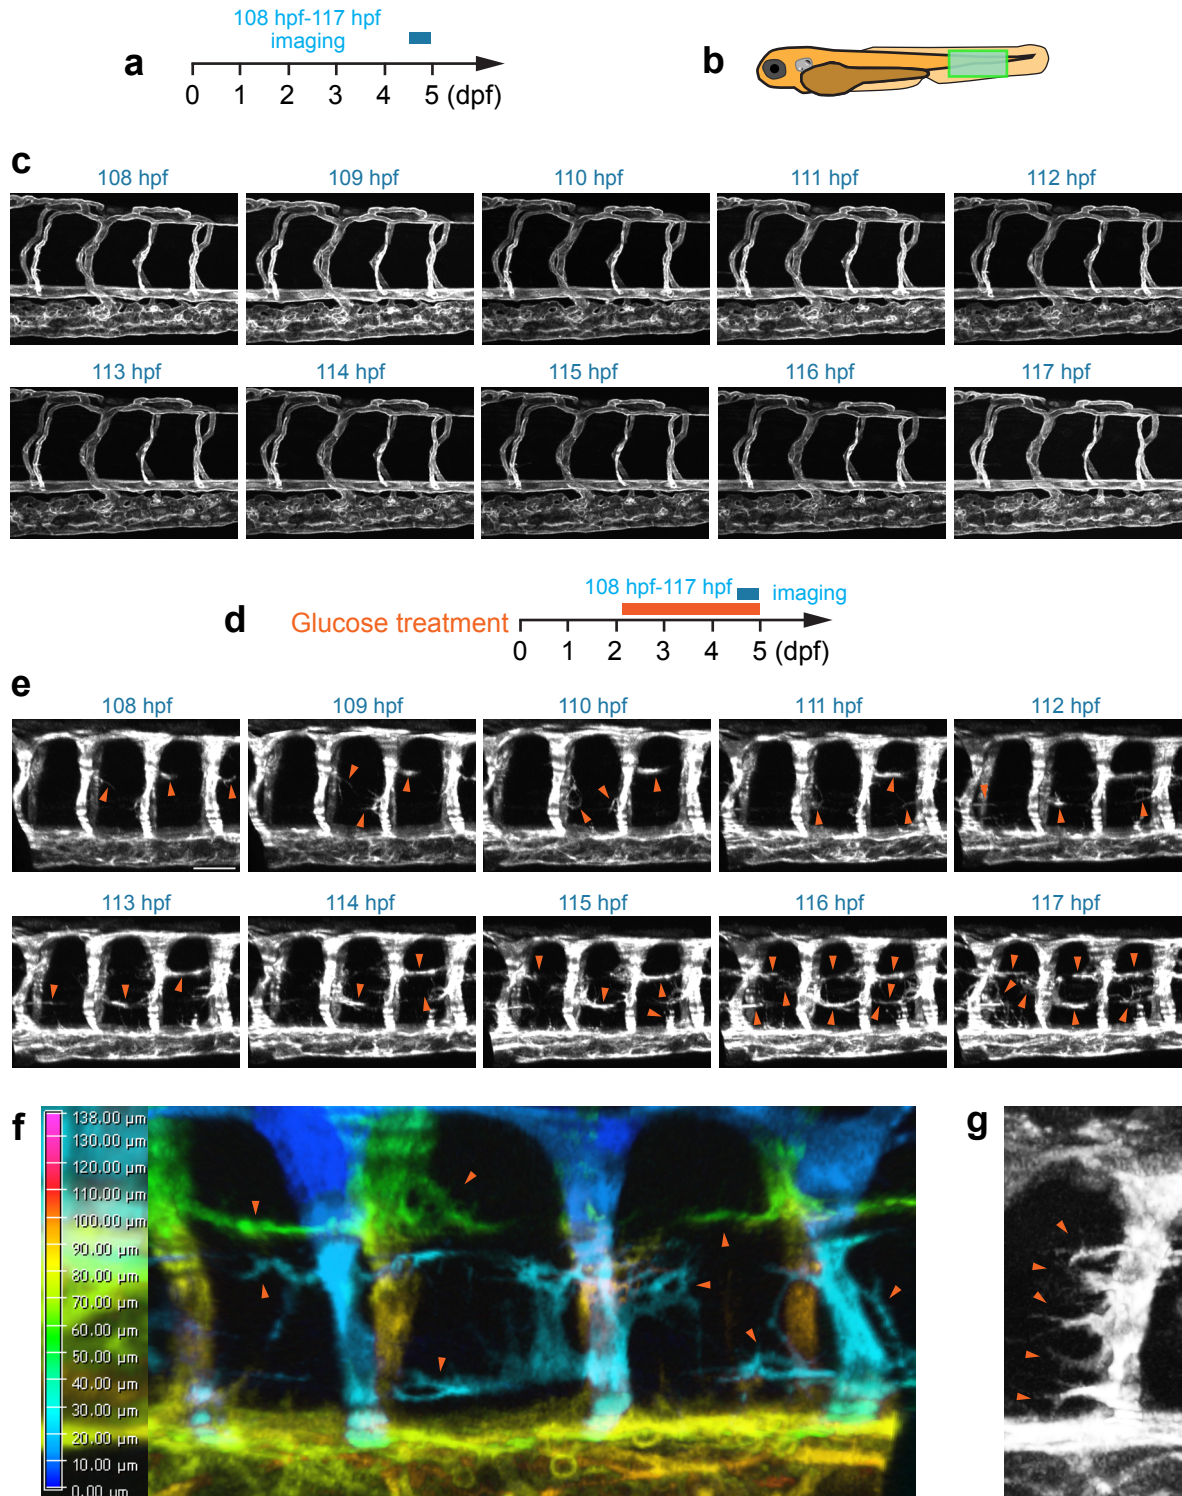 a
108 hpf-117 hpf
imaging
0 1 2 3 4 5 (dpf)
b
c
108 hpf
109 hpf
110 hpf
111 hpf
112 hpf
113 hpf
114 hpf
115 hpf
116 hpf
117 hpf
d
108 hpf-117 hpf
imaging
Glucose treatment
0 1 2 3 4 5 (dpf)
e
108 hpf
109 hpf
110 hpf
111 hpf
112 hpf
113 hpf
114 hpf
115 hpf
116 hpf
117 hpf
f
138.00 µm
130.00 µm
120.00 µm
110.00 µm
100.00 µm
90.00 µm
80.00 µm
70.00 µm
60.00 µm
50.00 µm
40.00 µm
30.00 µm
20.00 µm
10.00 µm
0.00 µm
g